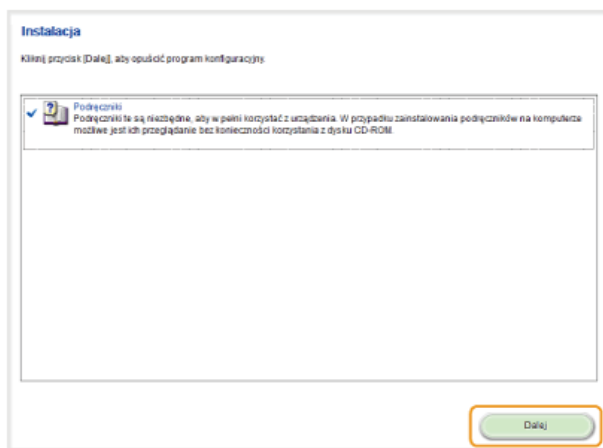 Instalacja
Kliknij przycisk [Dalej], aby opuścić program konfiguracyjny.
Podręczniki
Podręczniki te są niezbędne, aby w pełni korzystać z urządzenia. W przypadku zainstalowania podręczników na komputerze
możliwe jest ich przeglądanie bez konieczności korzystania z dysku CD-ROM.
Dalej